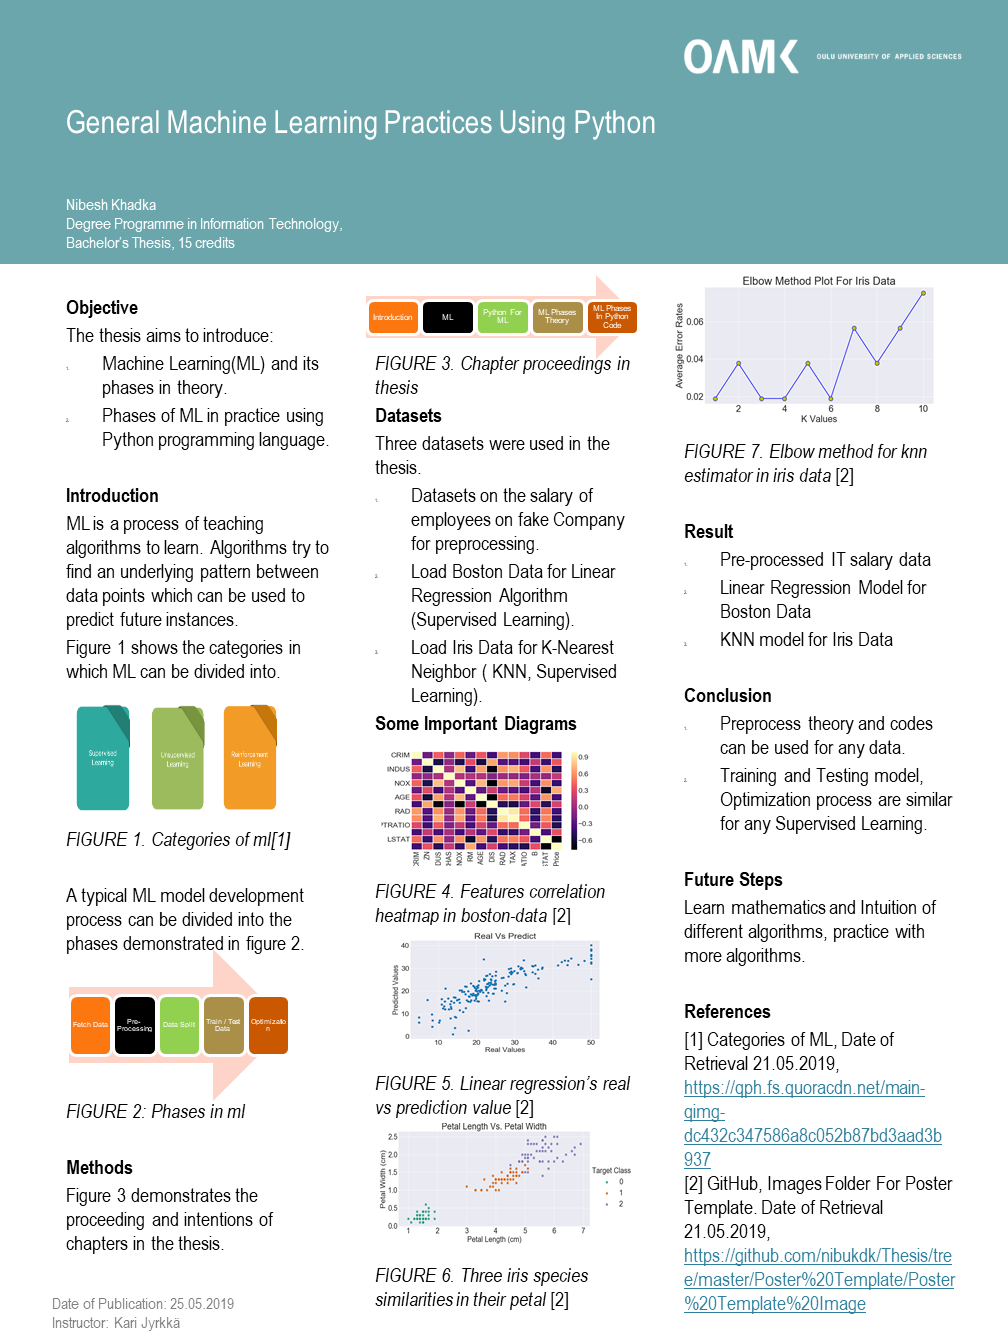 OAMK
OULU UNIVERSITY OF APPLIED SCIENCES
General Machine Learning Practices Using Python
Nibesh Khadka
Degree Programme in Information Technology,
Bachelor's Thesis, 15 credits
Objective
The thesis aims to introduce:
1. Machine Learning(ML) and its
phases in theory.
2. Phases of ML in practice using
Python programming language.
Introduction
ML is a process of teaching
algorithms to learn. Algorithms try to
find an underlying pattern between
data points which can be used to
predict future instances.
Figure 1 shows the categories in
which ML can be divided into.
Supervised
Learning
Unsupervised
Learning
Reinforcement
Learning
FIGURE 1. Categories of ml[1]
A typical ML model development
process can be divided into the
phases demonstrated in figure 2.
Fetch Data
Pre-
Processing
Data Split
Train / Test
Data
Optimizatio
n
FIGURE 2: Phases in ml
Methods
Figure 3 demonstrates the
proceeding and intentions of
chapters in the thesis.
Date of Publication: 25.05.2019
Instructor: Kari Jyrkkä
Introduction
ML
Python For
ML
ML Phases
Theory
ML Phases
In Python
Code
FIGURE 3. Chapter proceedings in
thesis
Datasets
Three datasets were used in the
thesis.
1. Datasets on the salary of
employees on fake Company
for preprocessing.
2. Load Boston Data for Linear
Regression Algorithm
(Supervised Learning).
3. Load Iris Data for K-Nearest
Neighbor ( KNN, Supervised
Learning).
Some Important Diagrams
CRIM
INDUS
NOX
AGE
RAD
PTRATIO
LSTAT
CRIM ZN DUS HAS NOX RM AGE DIS RAD TAX ATIO B STAT Price
0.9
0.6
0.3
0.0
−0.3
−0.6
FIGURE 4. Features correlation
heatmap in boston-data [2]
Real Vs Predict
Predicted Values
40
30
20
10
0
10 20 30 40 50
Real Values
FIGURE 5. Linear regression's real
vs prediction value [2]
Petal Length Vs. Petal Width
Petal Width (cm)
2.5
2.0
1.5
1.0
0.5
0.0
1 2 3 4 5 6 7
Petal Length (cm)
Target Class
0
1
2
FIGURE 6. Three iris species
similarities in their petal [2]
Elbow Method Plot For Iris Data
Average Error Rates
0.06
0.04
0.02
2 4 6 8 10
K Values
FIGURE 7. Elbow method for knn
estimator in iris data [2]
Result
1. Pre-processed IT salary data
2. Linear Regression Model for
Boston Data
3. KNN model for Iris Data
Conclusion
1. Preprocess theory and codes
can be used for any data.
2. Training and Testing model,
Optimization process are similar
for any Supervised Learning.
Future Steps
Learn mathematics and Intuition of
different algorithms, practice with
more algorithms.
References
[1] Categories of ML, Date of
Retrieval 21.05.2019,
https://qph.fs.quoracdn.net/main-
qimg-
dc432c347586a8c052b87bd3aad3b
937
[2] GitHub, Images Folder For Poster
Template. Date of Retrieval
21.05.2019,
https://github.com/nibukdk/Thesis/tre
e/master/Poster%20Template/Poster
%20Template%20Image